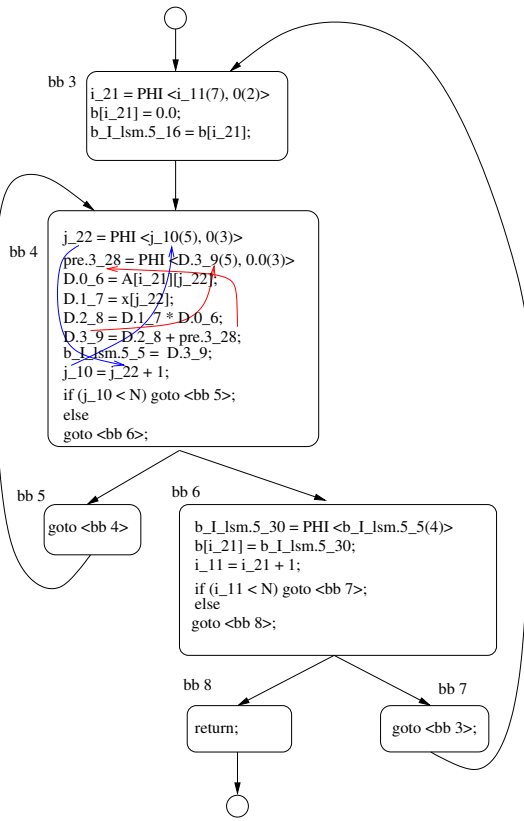 bb 3
i_21 = PHI <i_11(7), 0(2)>
b[i_21] = 0.0;
b_I_lsm.5_16 = b[i_21];
bb 4
j_22 = PHI <j_10(5), 0(3)>
pre.3_28 = PHI <D.3_9(5), 0.0(3)>
D.0_6 = A[i_21][j_22];
D.1_7 = x[j_22];
D.2_8 = D.1_7 * D.0_6;
D.3_9 = D.2_8 + pre.3_28;
b_I_lsm.5_5 = D.3_9;
j_10 = j_22 + 1;
if (j_10 < N) goto <bb 5>;
else
goto <bb 6>;
bb 5
goto <bb 4>
bb 6
b_I_lsm.5_30 = PHI <b_I_lsm.5_5(4)>
b[i_21] = b_I_lsm.5_30;
i_11 = i_21 + 1;
if (i_11 < N) goto <bb 7>;
else
goto <bb 8>;
bb 8
return;
bb 7
goto <bb 3>;